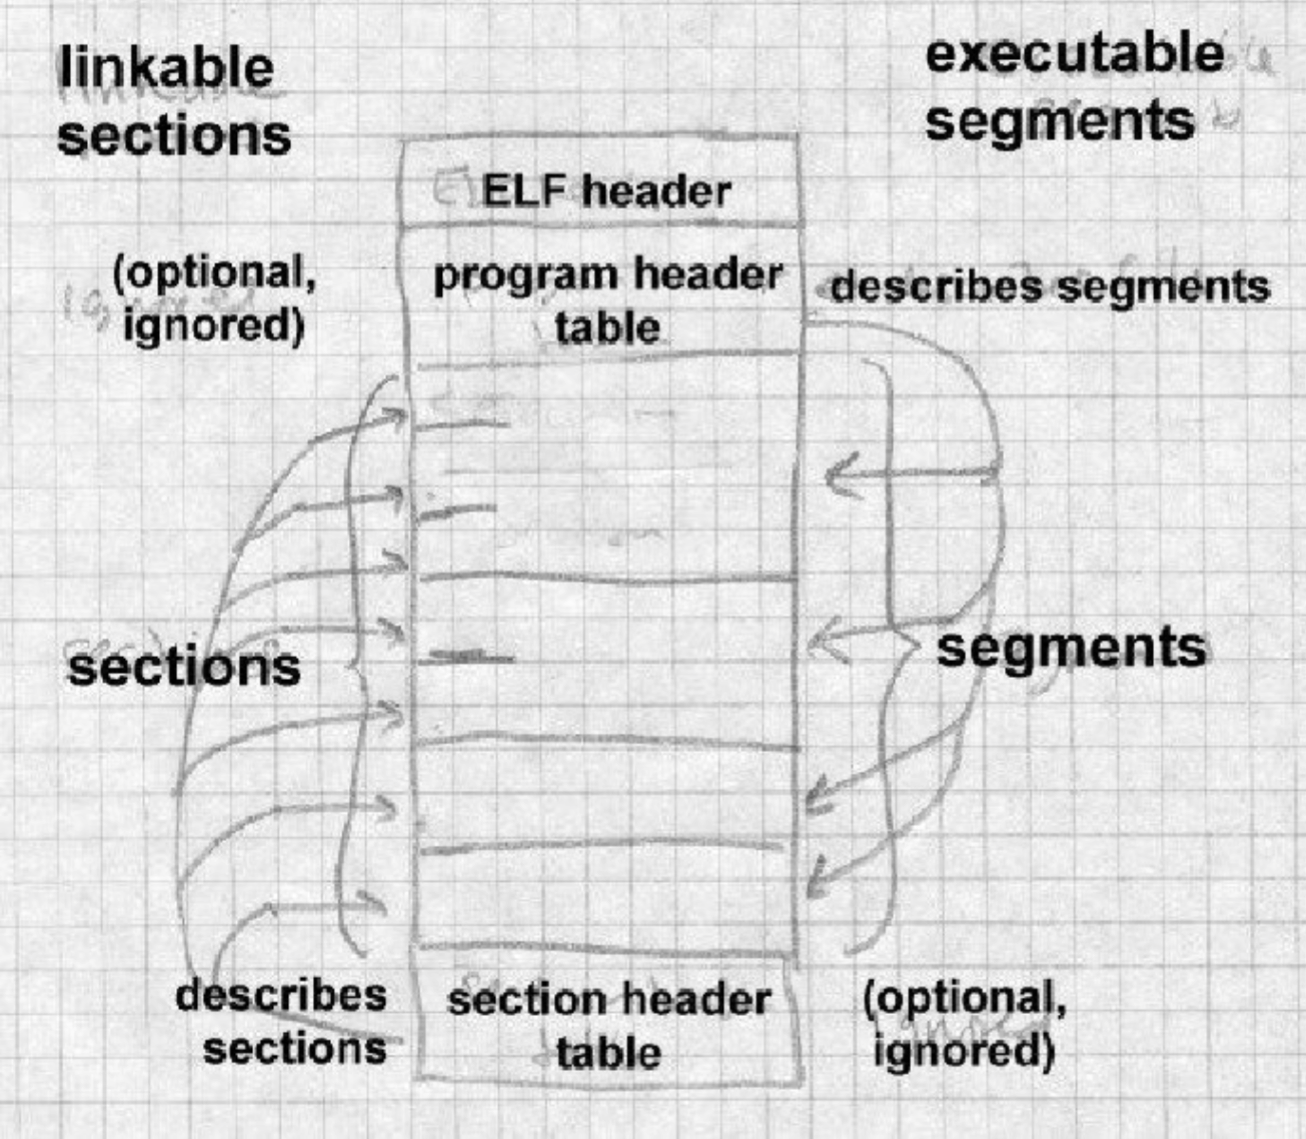 linkable
sections
executable
segments
ELF header
(optional,
ignored)
program header
table
describes segments
sections
segments
describes
sections
section header
table
(optional,
ignored)